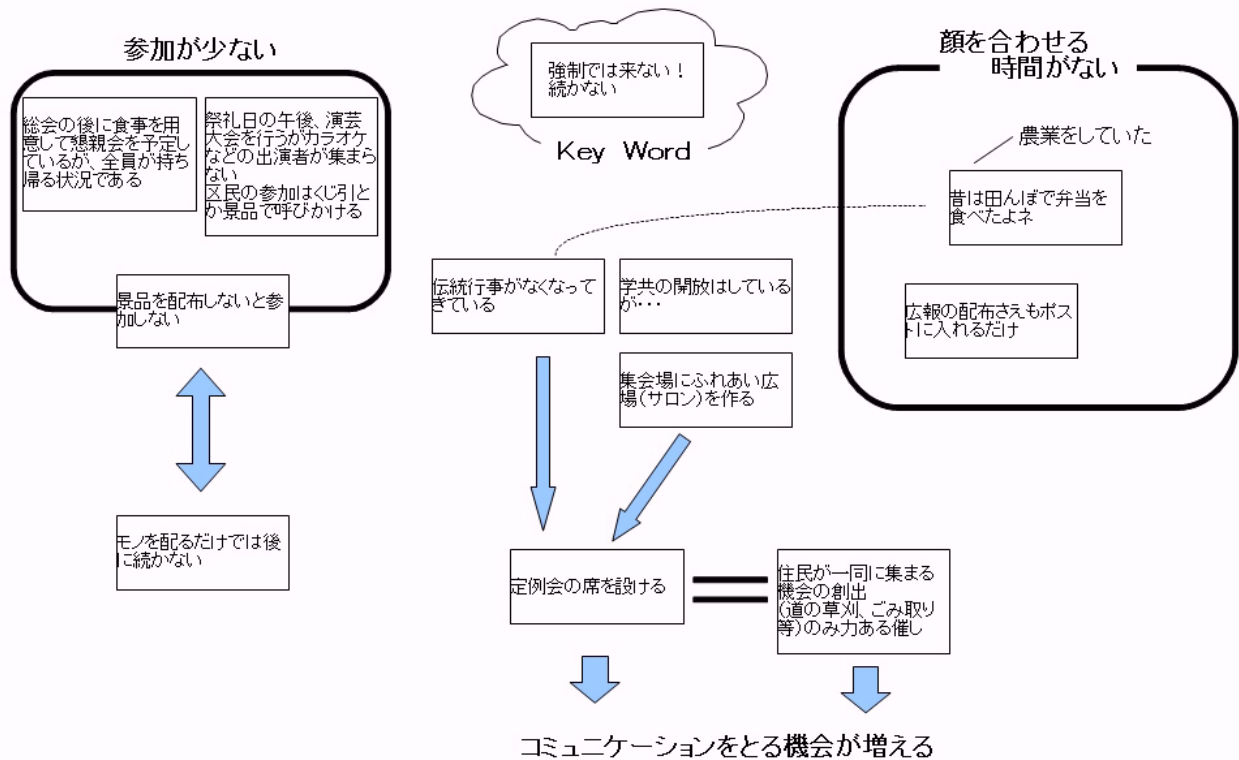 参加が少ない
総会の後に食事を用
意して懇親会を予定
しているが、全員が持ち
帰る状況である
祭礼日の午後、演芸
大会を行うがカラオケ
などの出演者が集まら
ない
区民の参加はくじ引と
か景品で呼びかける
景品を配布しないと参
加しない
モノを配るだけでは後
に続かない
強制では来ない！
続かない
Key Word
顔を合わせる
時間がない
農業をしていた
昔は田んぼで弁当を
食べたよネ
広報の配布さえもポス
トに入れるだけ
伝統行事がなくなって
きている
学共の開放はしている
が・・・
集会場にふれあい広
場(サロン)を作る
定例会の席を設ける
住民が一同に集まる
機会の創出
(道の草刈、ごみ取り
等)のみ力ある催し
コミュニケーションをとる機会が増える